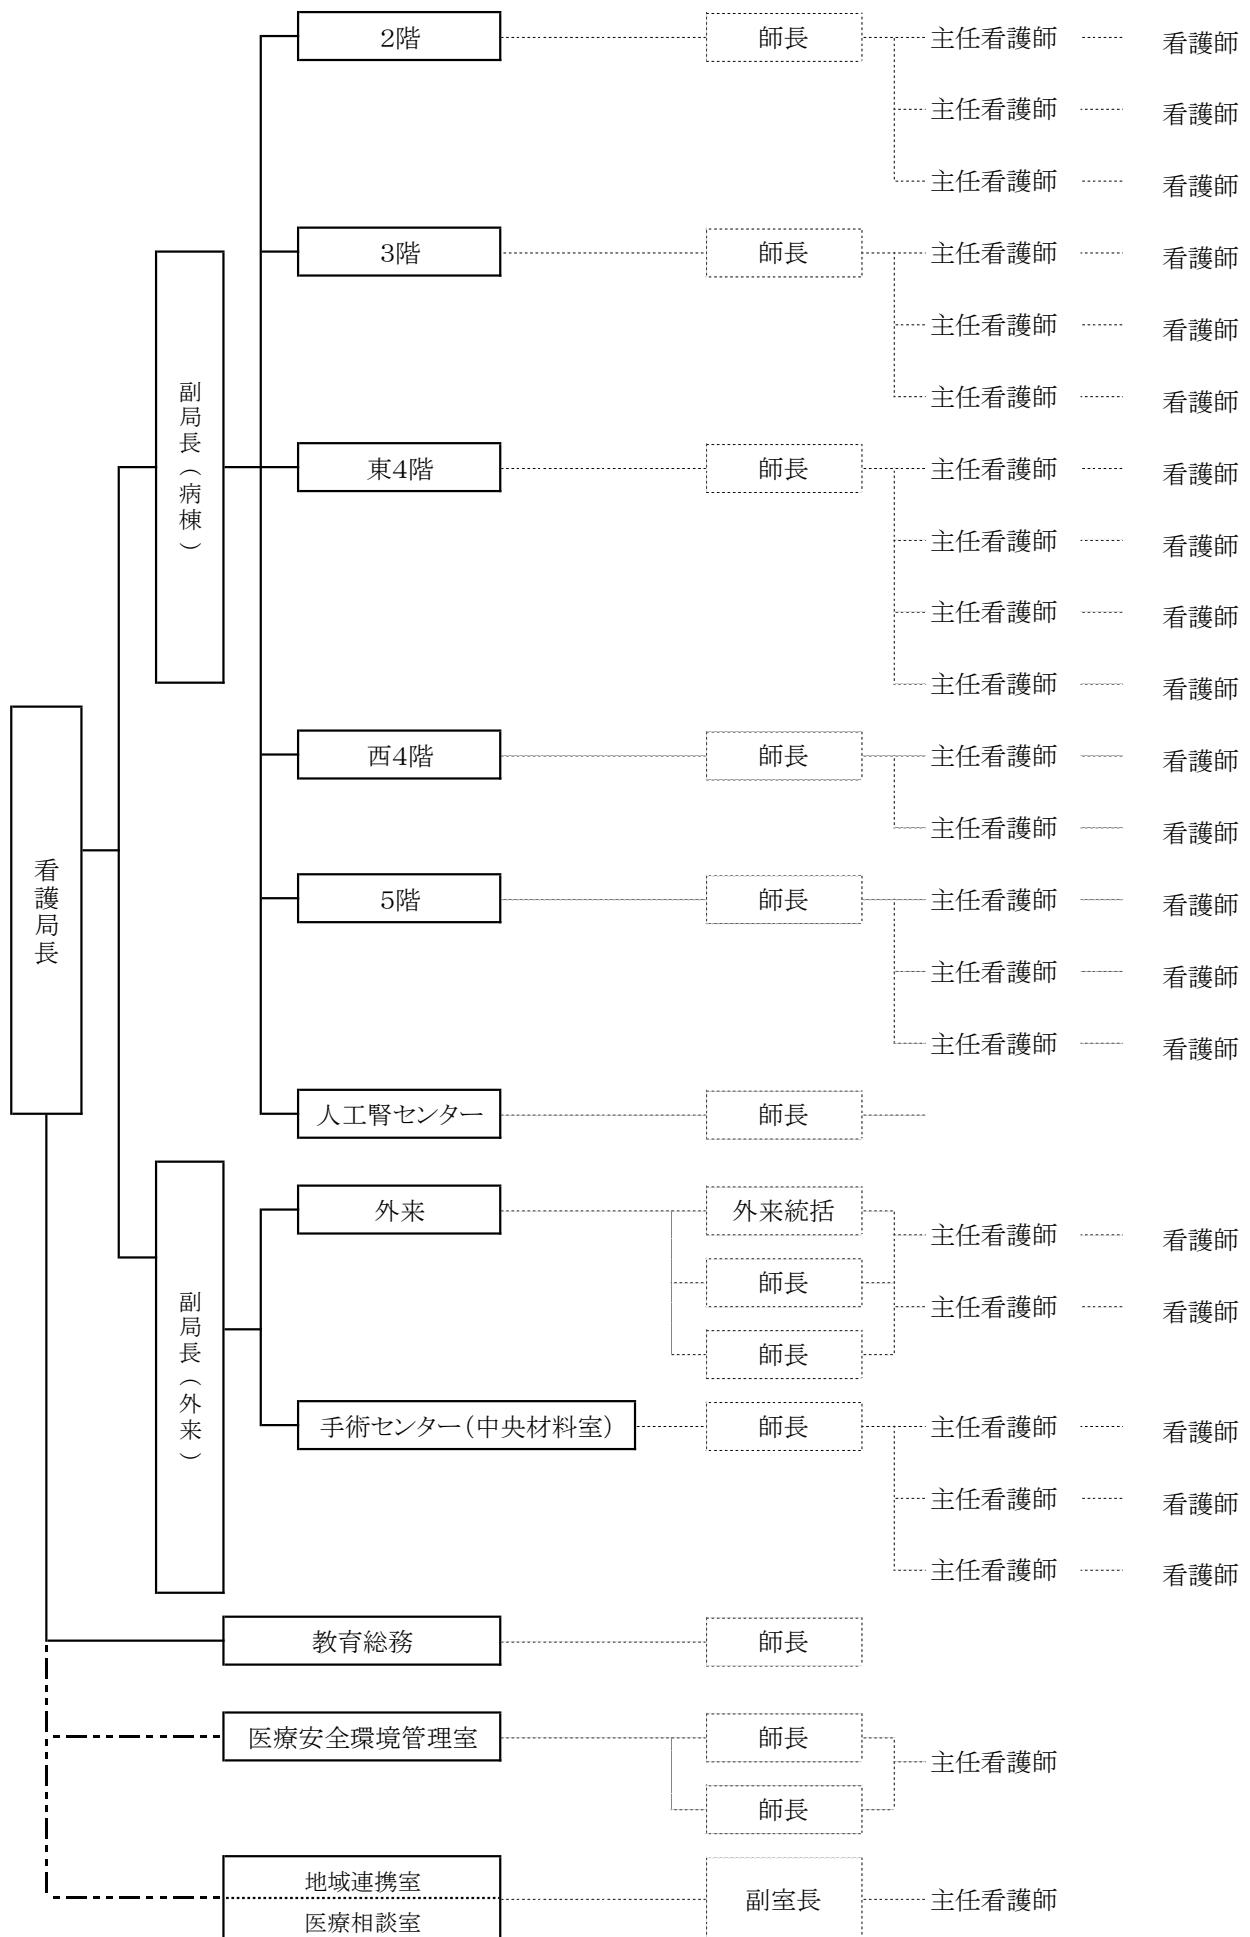 2階 師長 主任看護師 看護師
主任看護師 看護師
主任看護師 看護師
3階 師長 主任看護師 看護師
主任看護師 看護師
主任看護師 看護師
副局長（病棟）
東4階 師長 主任看護師 看護師
主任看護師 看護師
主任看護師 看護師
主任看護師 看護師
西4階 師長 主任看護師 看護師
主任看護師 看護師
看護局長
5階 師長 主任看護師 看護師
主任看護師 看護師
主任看護師 看護師
人工腎センター 師長
外来 外来統括
主任看護師 看護師
師長
主任看護師 看護師
師長
副局長（外来）
手術センター（中央材料室） 師長 主任看護師 看護師
主任看護師 看護師
主任看護師 看護師
教育総務 師長
医療安全環境管理室 師長
主任看護師
師長
地域連携室
副室長 主任看護師
医療相談室